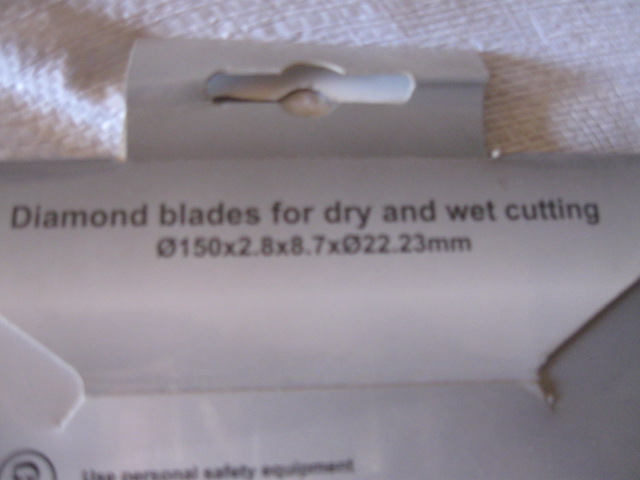 Diamond blades for dry and wet cutting
Ø150x2.8x8.7xØ22.23mm
Use personal safety equipment